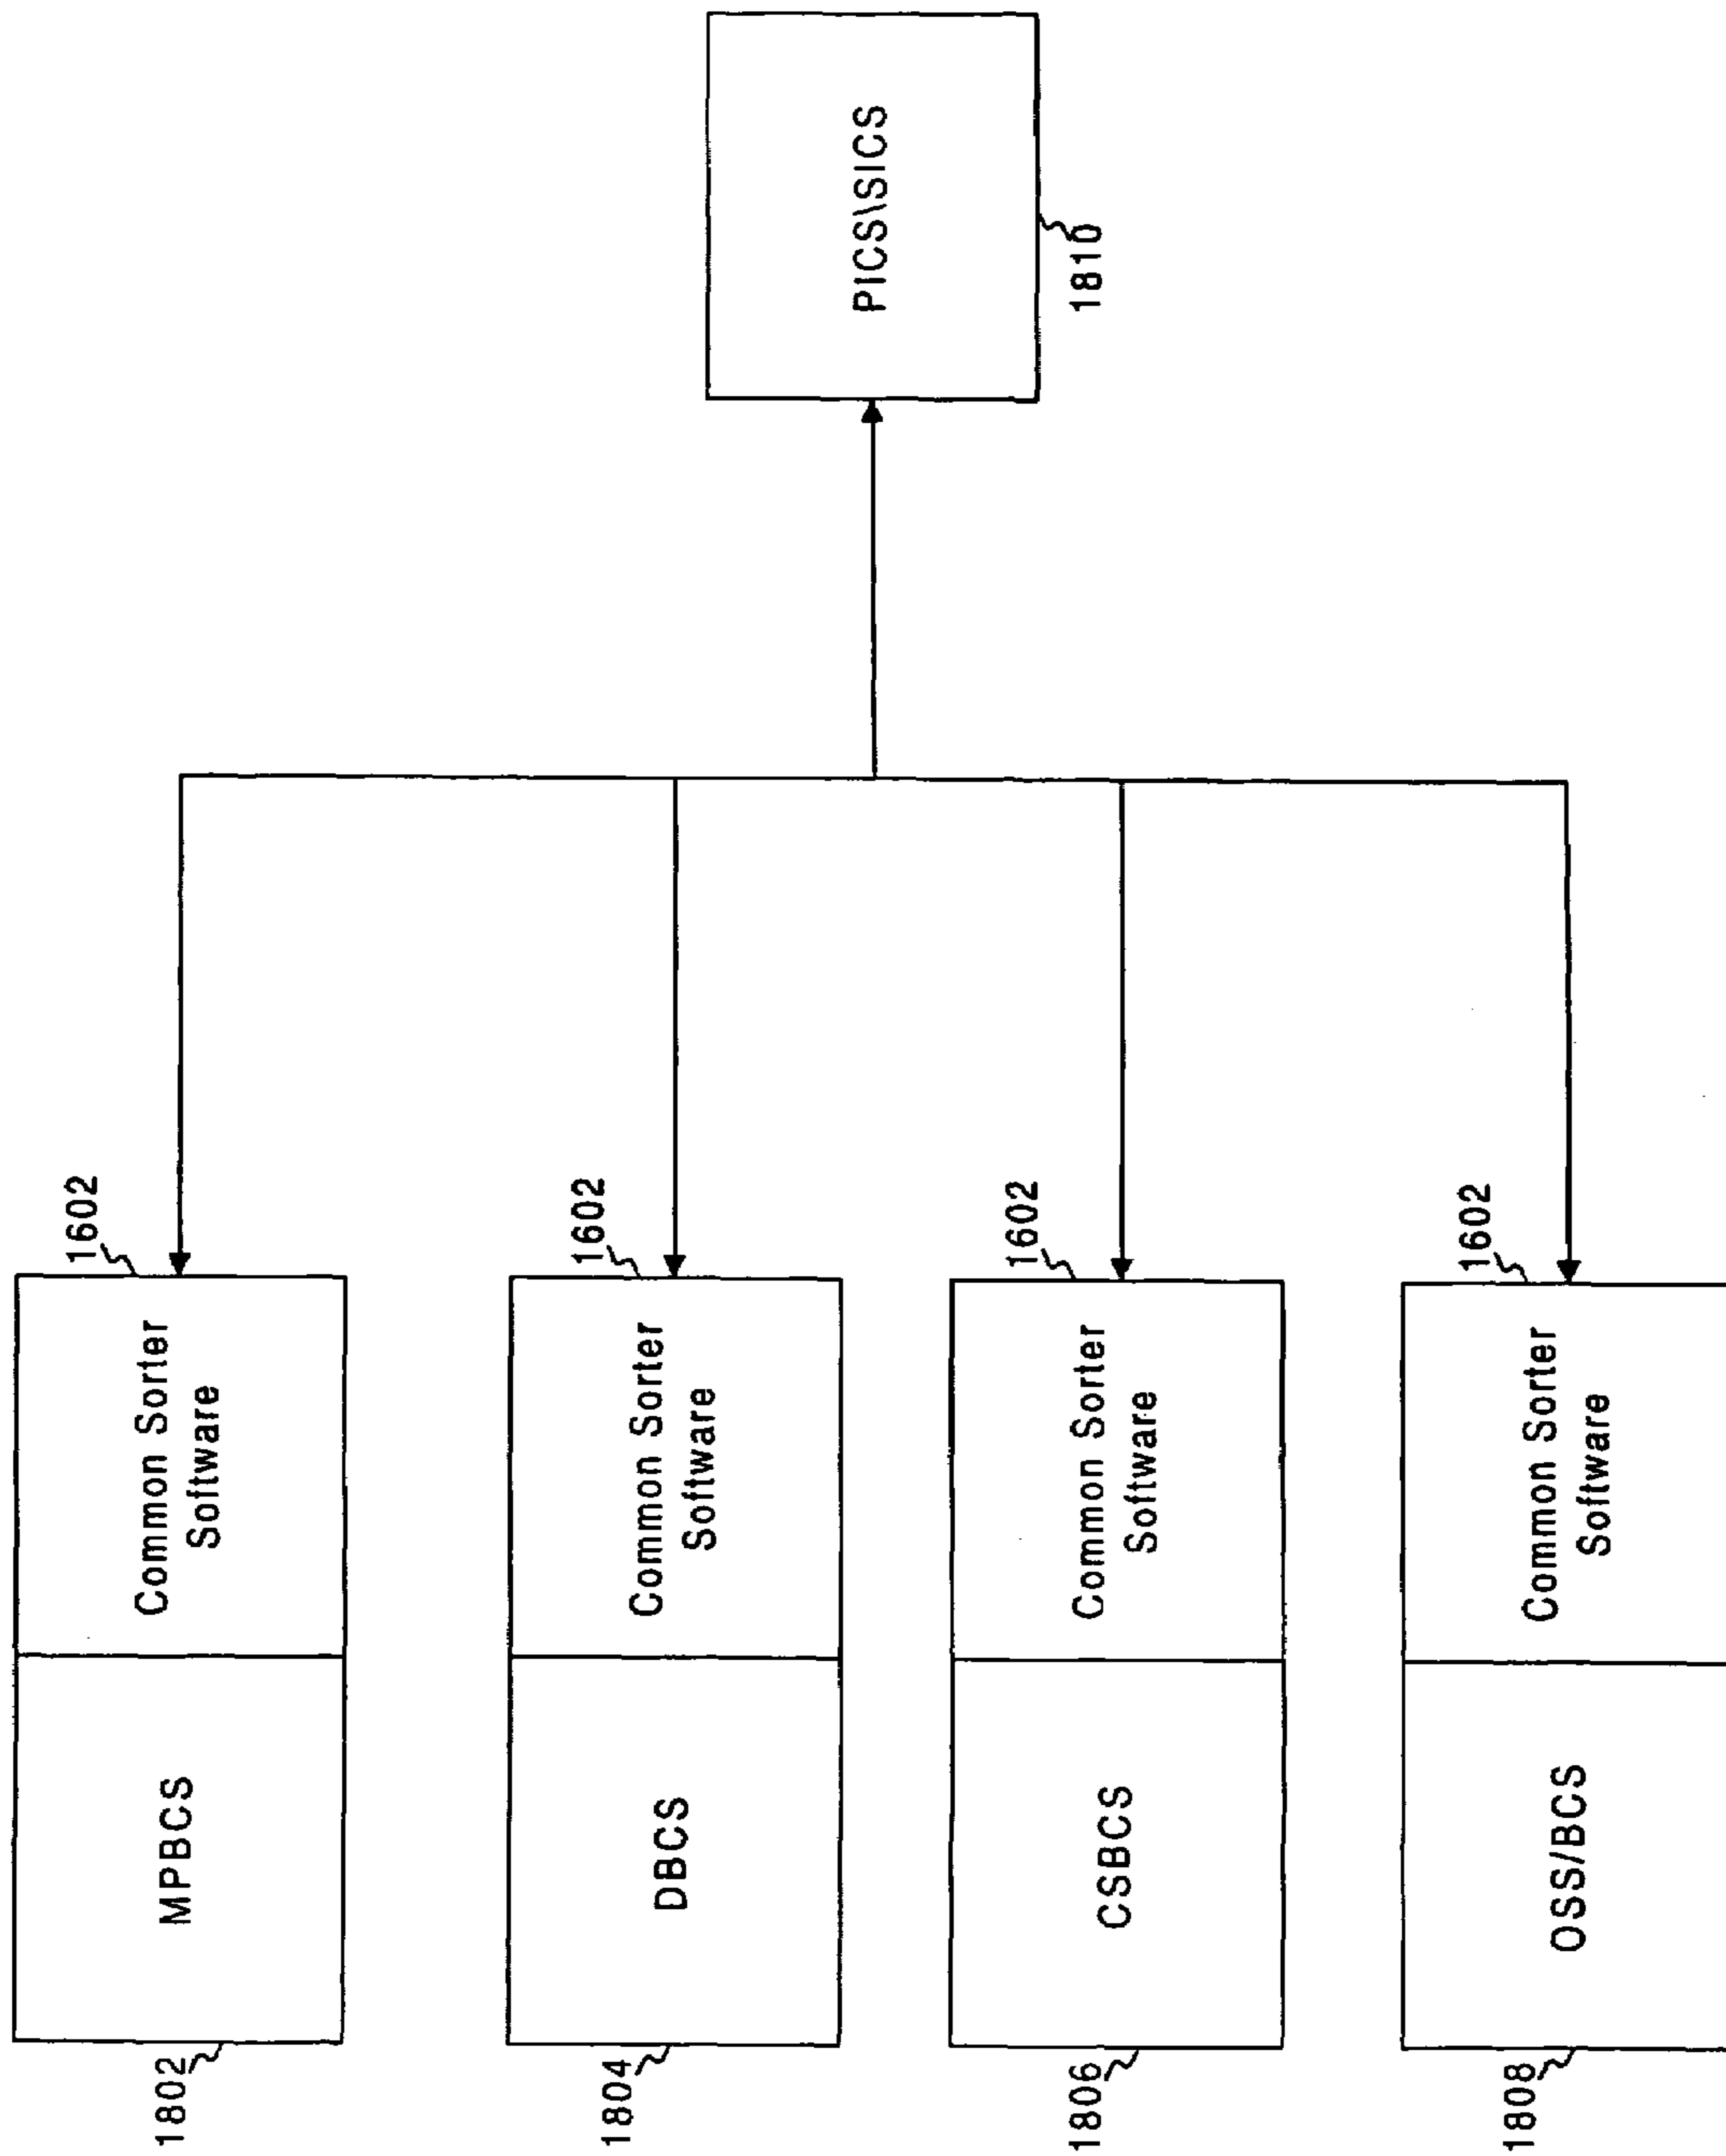 1802
MPBCS
Common Sorter
Software
1602
1804
DBCS
Common Sorter
Software
1602
1806
CSBCS
Common Sorter
Software
1602
1808
OSS/BCS
Common Sorter
Software
1602
PICS\SICS
1810